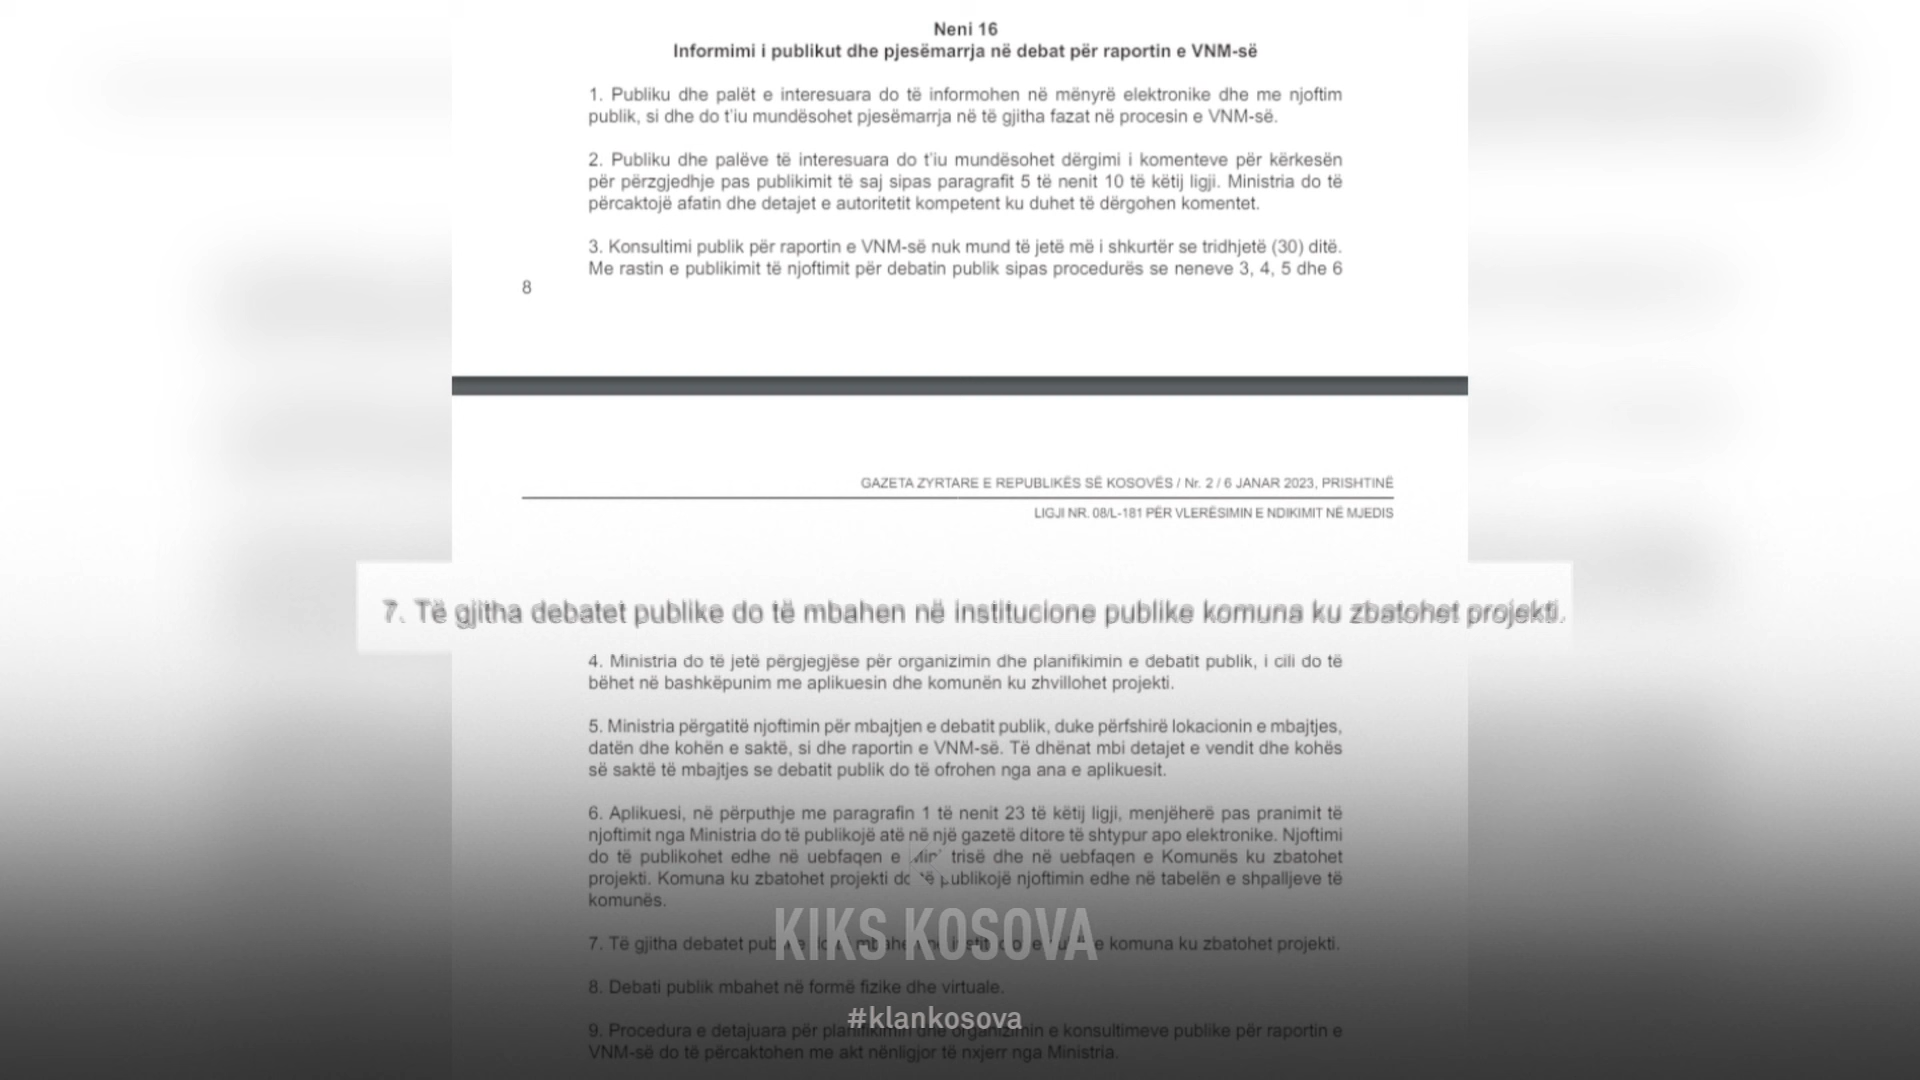 Neni 16
Informimi i publikut dhe pjesëmarrja në debat për raportin e VNM-së
1. Publiku dhe palët e interesuara do të informohen në mënyrë elektronike dhe me njoftim
publik, si dhe do t'iu mundësohet pjesëmarrja në të gjitha fazat në procesin e VNM-së.
2. Publiku dhe palëve të interesuara do t'iu mundësohet dërgimi i komenteve për kërkesën
për përzgjedhje pas publikimit të saj sipas paragrafit 5 të nenit 10 të këtij ligji. Ministria do të
përcaktojë afatin dhe detajet e autoritetit kompetent ku duhet të dërgohen komentet.
3. Konsultimi publik për raportin e VNM-së nuk mund të jetë më i shkurtër se tridhjetë (30) ditë.
Me rastin e publikimit të njoftimit për debatin publik sipas procedurës se neneve 3, 4, 5 dhe 6
8
GAZETA ZYRTARE E REPUBLIKËS SË KOSOVËS / Nr. 2 / 6 JANAR 2023, PRISHTINË
LIGJI NR. 08/L-181 PËR VLERËSIMIN E NDIKIMIT NË MJEDIS
7. Të gjitha debatet publike do të mbahen në institucione publike komuna ku zbatohet projekti.
4. Ministria do të jetë përgjegjëse për organizimin dhe planifikimin e debatit publik, i cili do të
bëhet në bashkëpunim me aplikuesin dhe komunën ku zhvillohet projekti.
5. Ministria përgatitë njoftimin për mbajtjen e debatit publik, duke përfshirë lokacionin e mbajtjes,
datën dhe kohën e saktë, si dhe raportin e VNM-së. Të dhënat mbi detajet e vendit dhe kohës
së saktë të mbajtjes se debatit publik do të ofrohen nga ana e aplikuesit.
6. Aplikuesi, në përputhje me paragrafin 1 të nenit 23 të këtij ligji, menjëherë pas pranimit të
njoftimit nga Ministria do të publikojë atë në një gazetë ditore të shtypur apo elektronike. Njoftimi
do të publikohet edhe në uebfaqen e dhe në uebfaqen e Komunës ku zbatohet
projekti. Komuna ku zbatohet projekti do të publikojë njoftimin edhe në tabelën e shpalljeve të
komunës.
KIKS KOSOVA
7. Të gjitha debatet komuna ku zbatohet projekti.
8. Debati publik mbahet në formë fizike dhe virtuale.
#klankosova
9. Procedura e detajuara për planifikimin dhe organizimin e konsultimeve publike për raportin e
VNM-së do të përcaktohen me akt nënligjor të nxjerr nga Ministria.